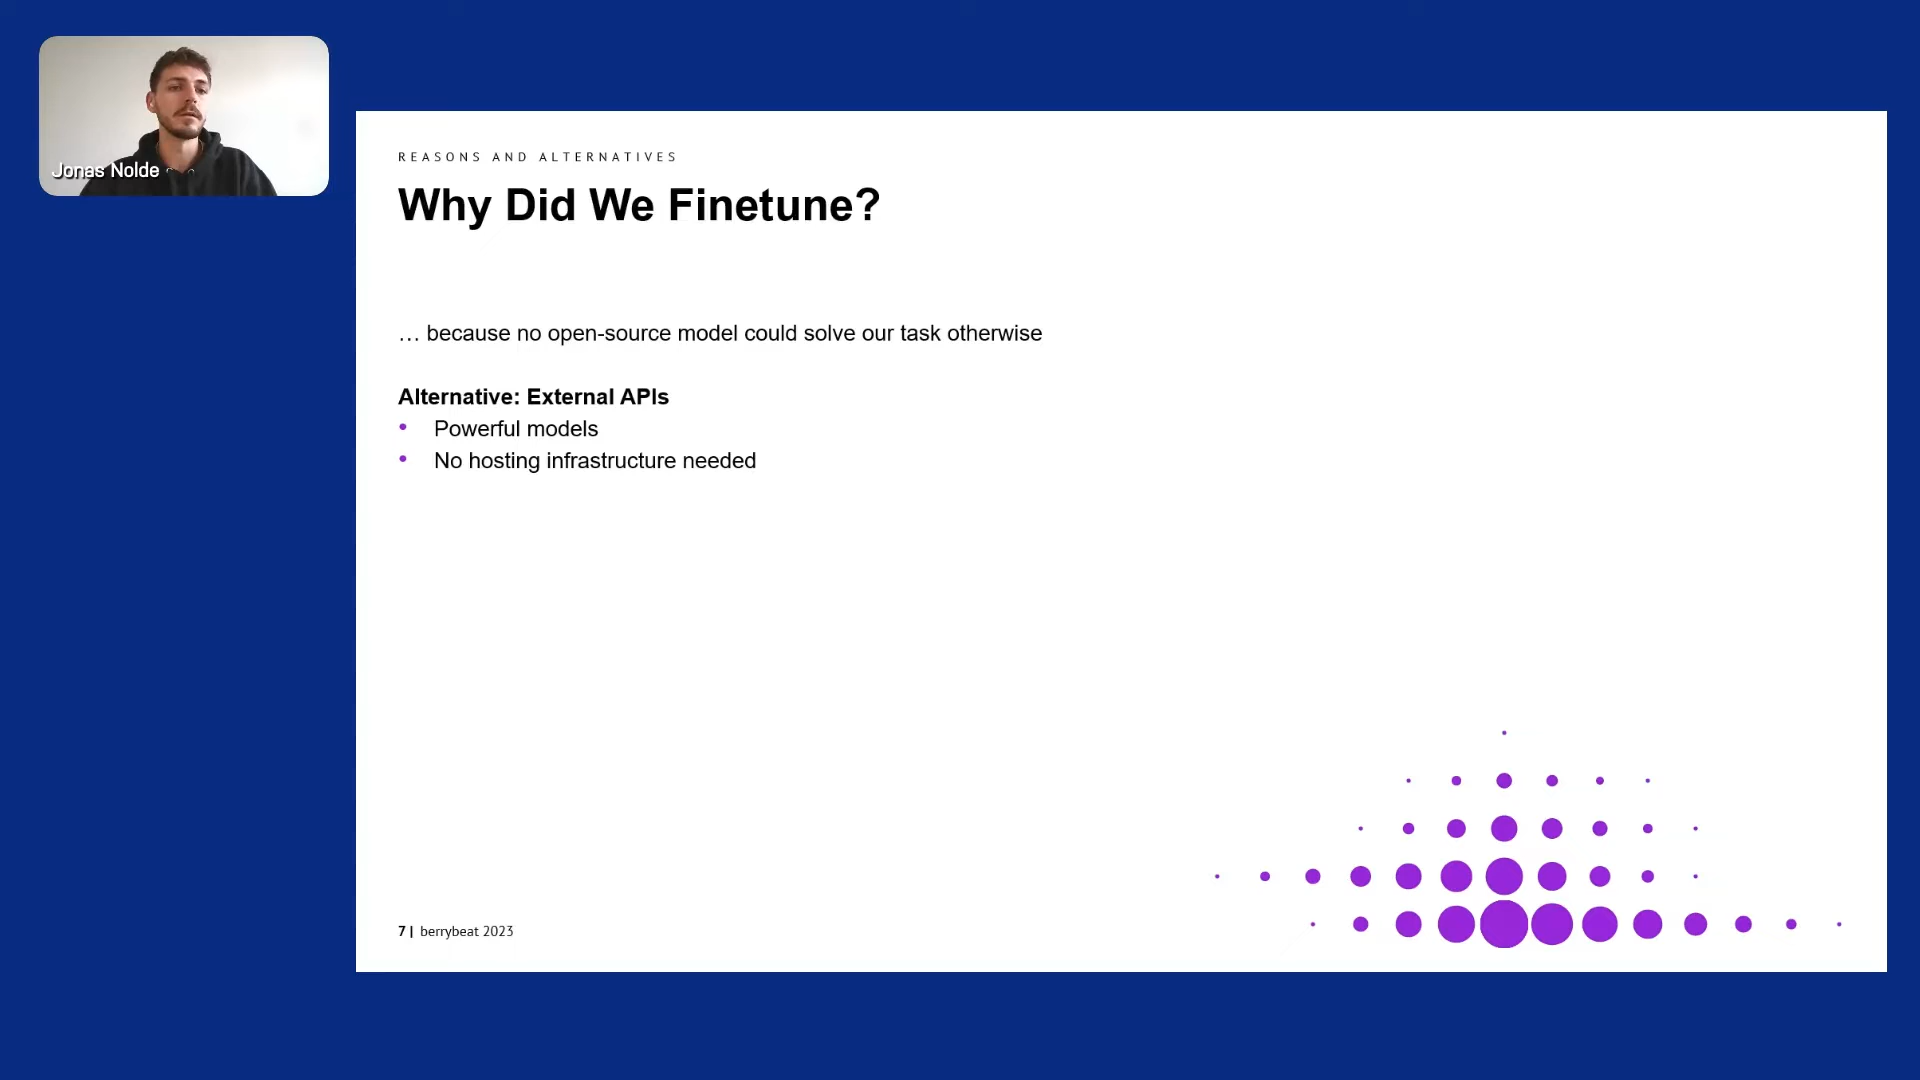 Jonas Nolde
REASONS AND ALTERNATIVES
Why Did We Finetune?
… because no open-source model could solve our task otherwise
Alternative: External APIs
• Powerful models
• No hosting infrastructure needed
7 | berrybeat 2023